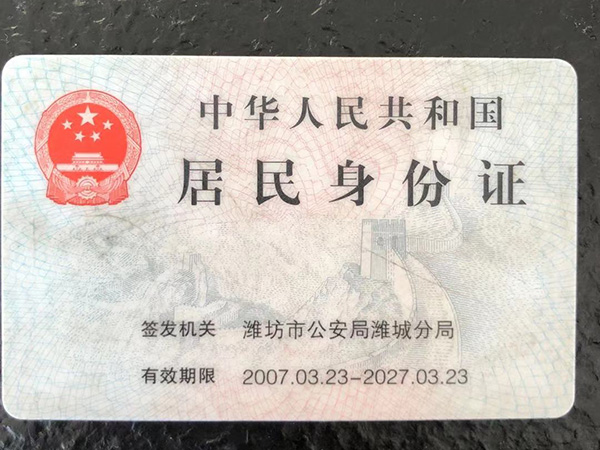 中华人民共和国
居民身份证
签发机关 潍坊市公安局潍城分局
有效期限 2007.03.23-2027.03.23